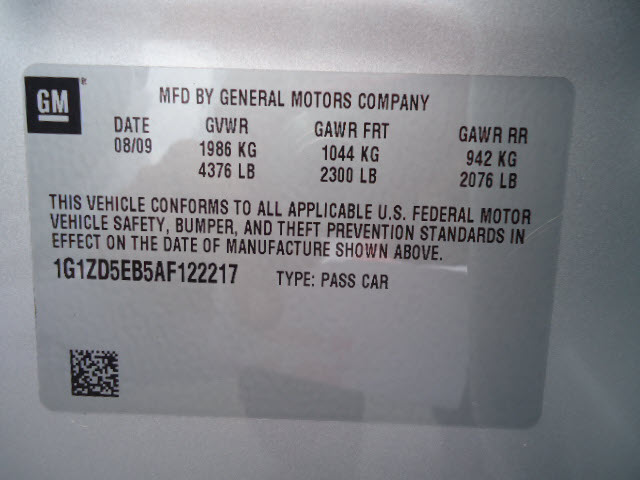 GM®
MFD BY GENERAL MOTORS COMPANY
DATE GVWR GAWR FRT GAWR RR
08/09 1986 KG 1044 KG 942 KG
4376 LB 2300 LB 2076 LB
THIS VEHICLE CONFORMS TO ALL APPLICABLE U.S. FEDERAL MOTOR
VEHICLE SAFETY, BUMPER, AND THEFT PREVENTION STANDARDS IN
EFFECT ON THE DATE OF MANUFACTURE SHOWN ABOVE.
1G1ZD5EB5AF122217 TYPE: PASS CAR